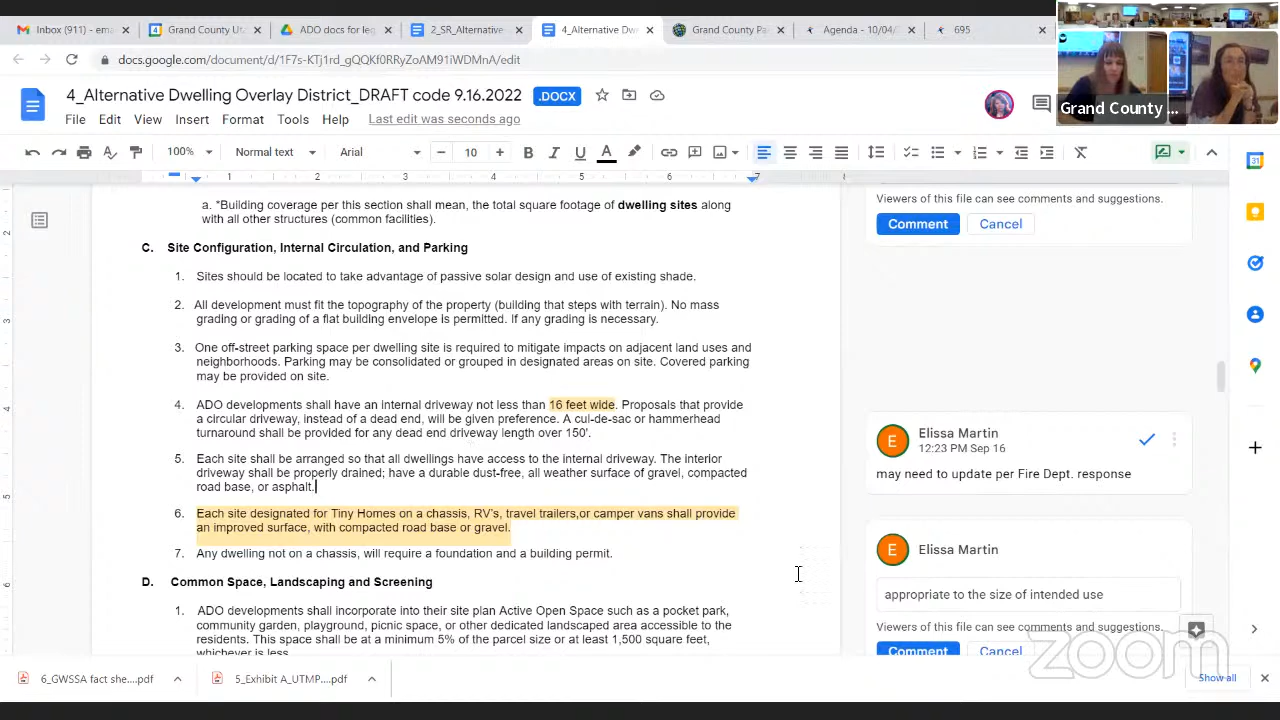 Inbox (911) - ema
Grand County Ut
ADO docs fo
2_SR_Alternative
4_Alternative Dw
Grand County Pa
Agenda - 10/04/
695
docs.google.com/document/d/1F7s-KTj1rd_gQQKf0RRyZoAM91iWDMnA/edit
4_Alternative Dwelling Overlay District_DRAFT code 9.16.2022
.DOCX
Grand County ...
File Edit View Insert Format Tools Help Last edit was seconds ago
100% Normal text Arial − 10 + B I U A
31
1 2 3 4 5 6 7 8
a. *Building coverage per this section shall mean, the total square footage of dwelling sites along
with all other structures (common facilities).
C. Site Configuration, Internal Circulation, and Parking
1. Sites should be located to take advantage of passive solar design and use of existing shade.
2. All development must fit the topography of the property (building that steps with terrain). No mass
grading or grading of a flat building envelope is permitted. If any grading is necessary.
3. One off-street parking space per dwelling site is required to mitigate impacts on adjacent land uses and
neighborhoods. Parking may be consolidated or grouped in designated areas on site. Covered parking
may be provided on site.
4. ADO developments shall have an internal driveway not less than 16 feet wide. Proposals that provide
a circular driveway, instead of a dead end, will be given preference. A cul-de-sac or hammerhead
turnaround shall be provided for any dead end driveway length over 150'.
5. Each site shall be arranged so that all dwellings have access to the internal driveway. The interior
driveway shall be properly drained; have a durable dust-free, all weather surface of gravel, compacted
road base, or asphalt.
6. Each site designated for Tiny Homes on a chassis, RV's, travel trailers,or camper vans shall provide
an improved surface, with compacted road base or gravel.
7. Any dwelling not on a chassis, will require a foundation and a building permit.
D. Common Space, Landscaping and Screening
1. ADO developments shall incorporate into their site plan Active Open Space such as a pocket park,
community garden, playground, picnic space, or other dedicated landscaped area accessible to the
residents. This space shall be at a minimum 5% of the parcel size or at least 1,500 square feet,
whichever is less.
2
3
4
5
6
Viewers of this file can see comments and suggestions.
Comment Cancel
E Elissa Martin
12:23 PM Sep 16
may need to update per Fire Dept. response
E Elissa Martin
appropriate to the size of intended use
Viewers of this file can see comments and suggestions.
Comment Cancel
zoom
6_GWSSA fact she....pdf
5_Exhibit A_UTMP....pdf
Show all